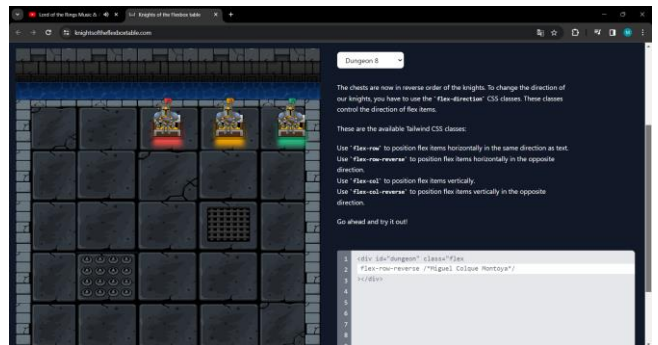 Lord of the Rings Music &
Knights of the Flexbox table
knightsoftheflexboxtable.com
Dungeon 8
The chests are now in reverse order of the knights. To change the direction of
our knights, you have to use the `flex-direction` CSS classes. These classes
control the direction of flex items.
These are the available Tailwind CSS classes:
Use `flex-row` to position flex items horizontally in the same direction as text.
Use `flex-row-reverse` to position flex items horizontally in the opposite
direction.
Use `flex-col` to position flex items vertically.
Use `flex-col-reverse` to position flex items vertically in the opposite
direction.
Go ahead and try it out!
1 <div id="dungeon" class="flex
2 flex-row-reverse /"Miguel Colque Montoya"/
3 ></div>
4
5
6
7
8